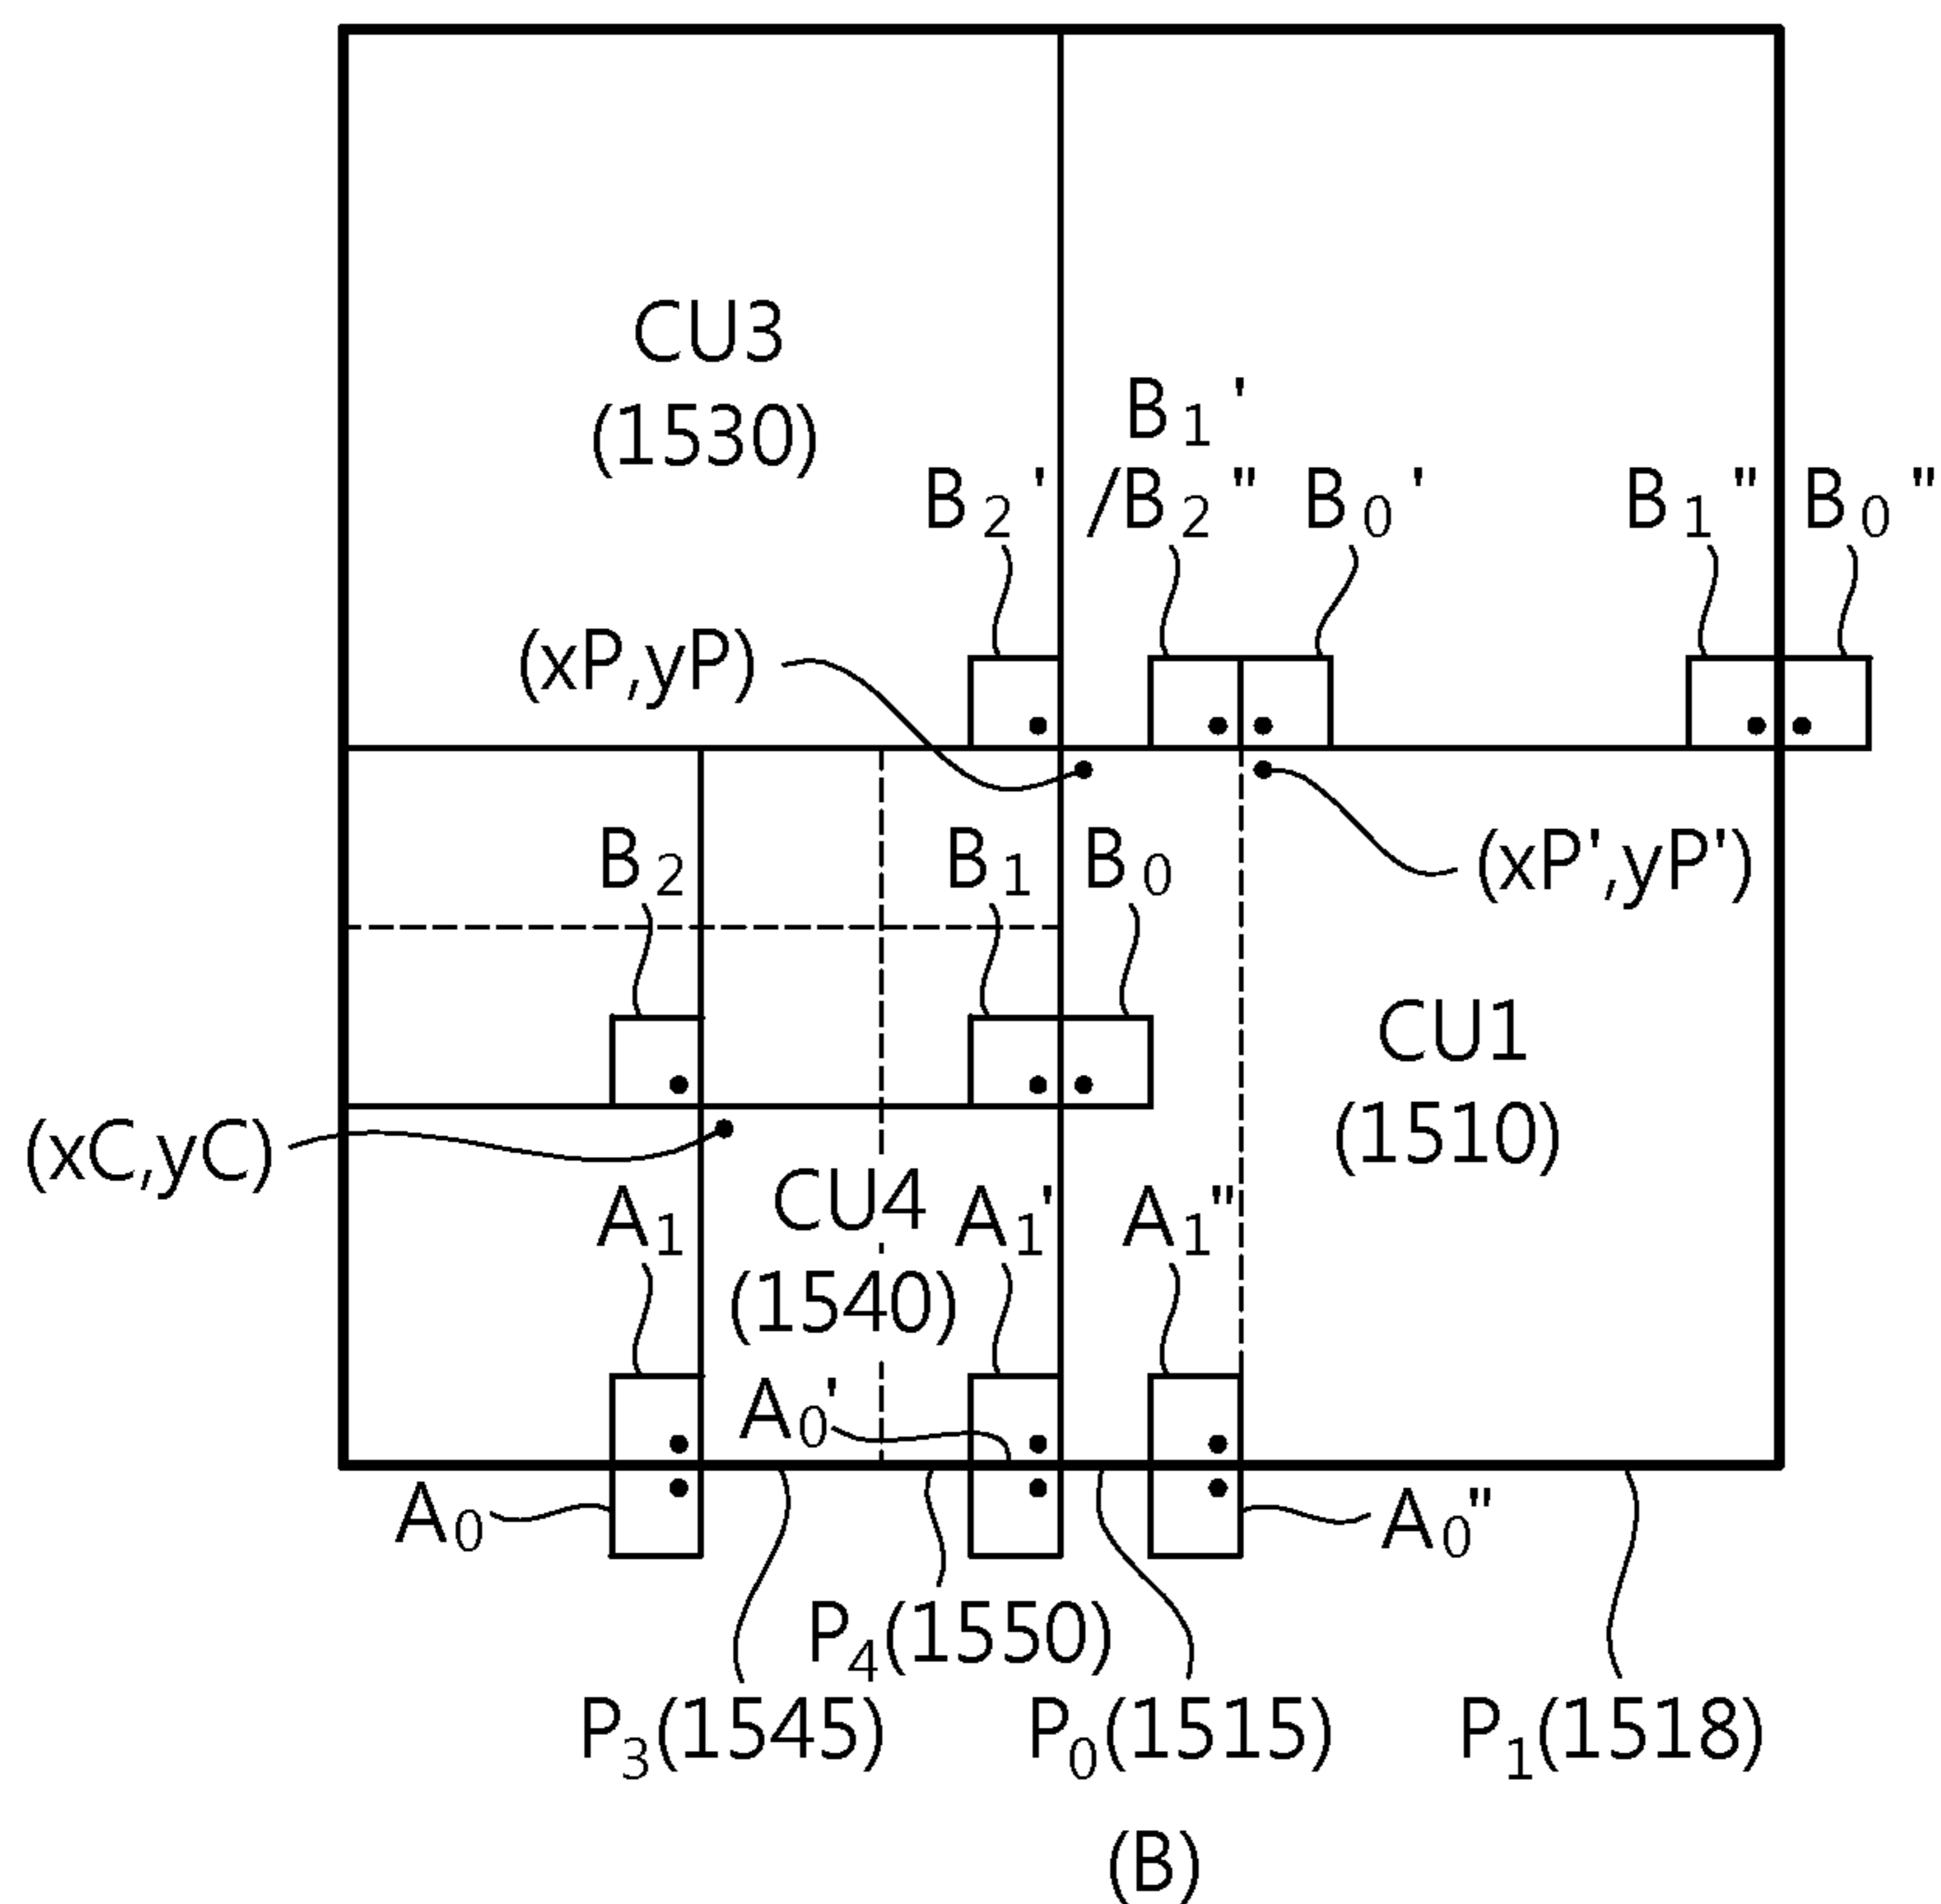 CU3
(1530)
B2'
B1'
/B2"
B0'
B1"
B0"
(xP,yP)
(xP',yP')
B2
B1
B0
CU1
(1510)
(xC,yC)
CU4
(1540)
A1
A1'
A1"
A0'
A0
A0"
P4(1550)
P3(1545)
P0(1515)
P1(1518)
(B)